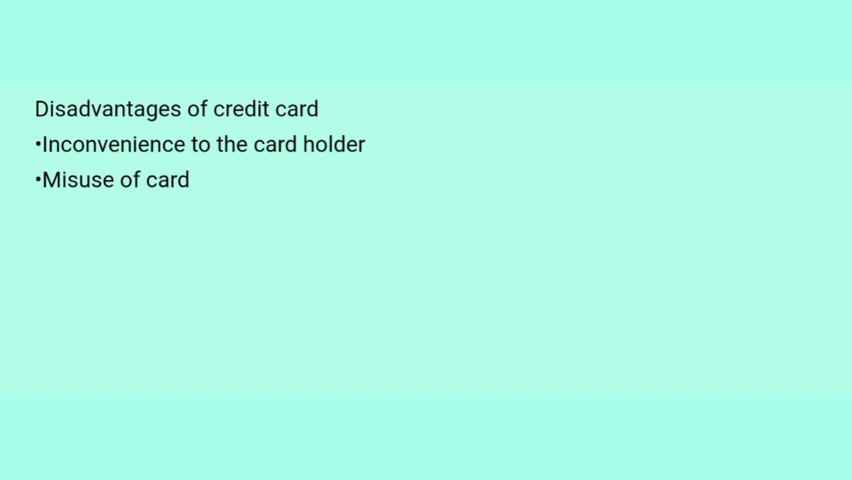 Disadvantages of credit card
•Inconvenience to the card holder
•Misuse of card